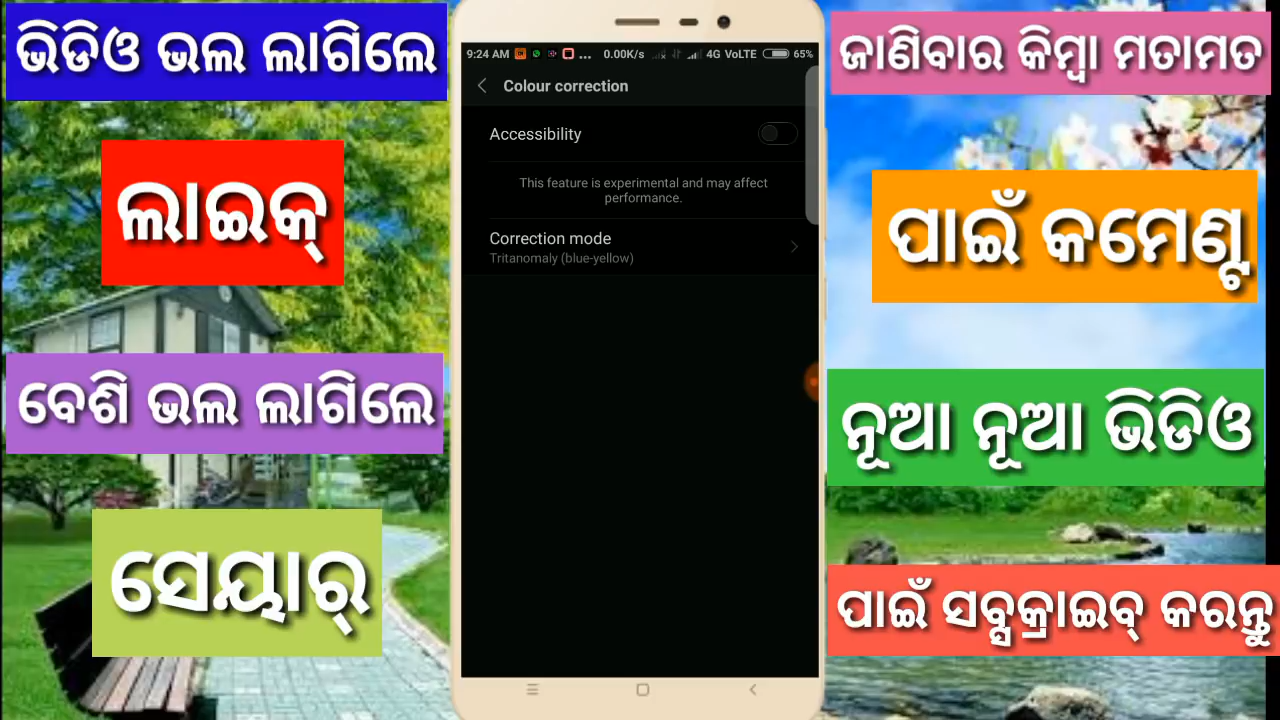 ଭିଡିଓ ଭଲ ଲାଗିଲେ
ଲାଇକ୍
ବେଶି ଭଲ ଲାଗିଲେ
ସେୟାର୍
9:24 AM ... 0.00K/s 4G VoLTE 65%
Colour correction
Accessibility
This feature is experimental and may affect
performance.
Correction mode
Tritanomaly (blue-yellow)
ଜାଣିବାର କିମ୍ବା ମତାମତ
ପାଇଁ କମେଣ୍ଟ
ନୂଆ ନୂଆ ଭିଡିଓ
ପାଇଁ ସବ୍ସକ୍ରାଇବ୍ କରନ୍ତୁ